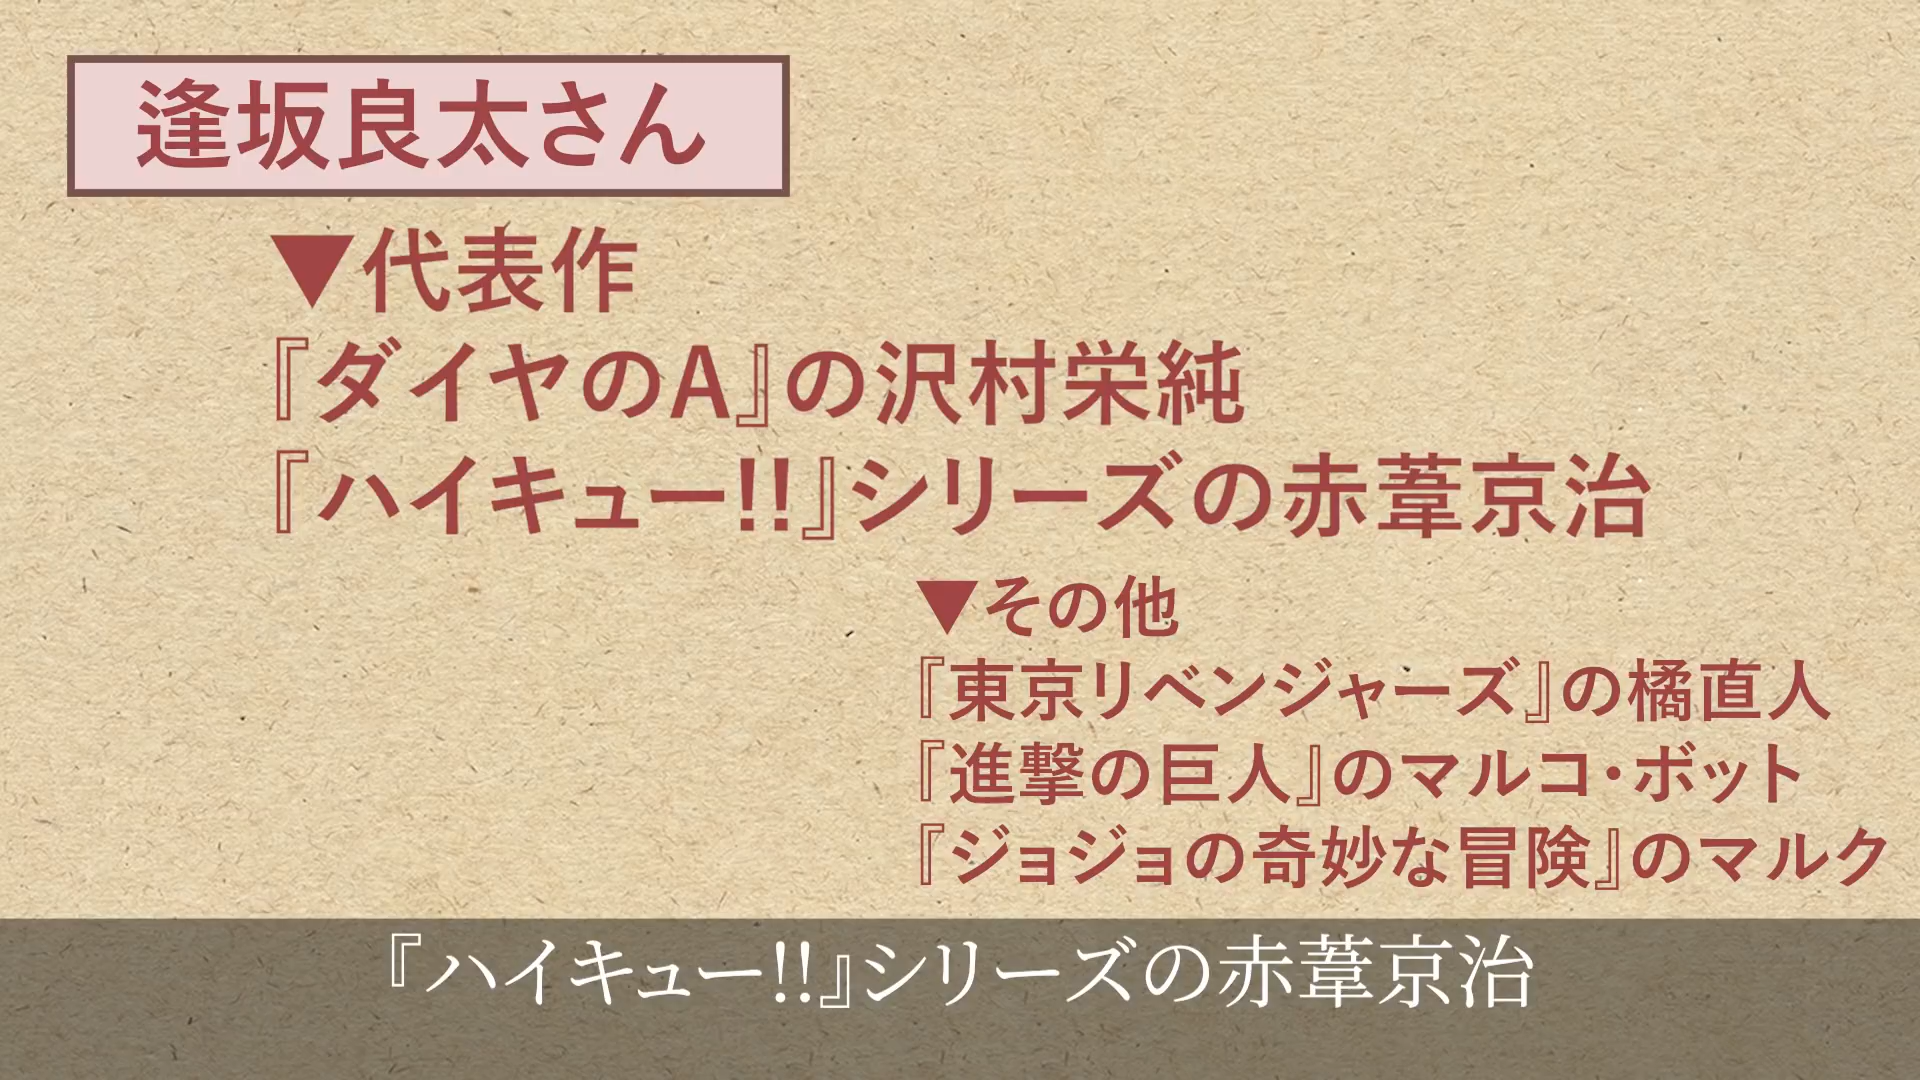 逢坂良太さん
▼代表作
『ダイヤのA』の沢村栄純
『ハイキュー!!』シリーズの赤葦京治
▼その他
『東京リベンジャーズ』の橘直人
『進撃の巨人』のマルコ・ボット
『ジョジョの奇妙な冒険』のマルク
『ハイキュー!!』シリーズの赤葦京治